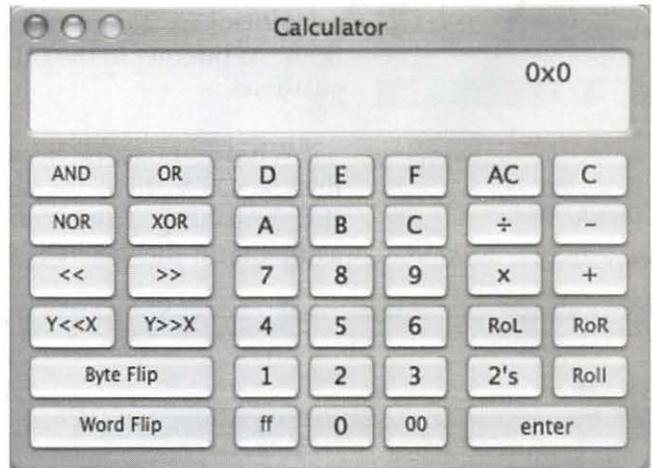 Calculator
0x0
AND OR D E F AC C
NOR XOR A B C ÷ −
<< >> 7 8 9 x +
Y<<X Y>>X 4 5 6 RoL RoR
Byte Flip 1 2 3 2's Roll
Word Flip ff 0 00 enter